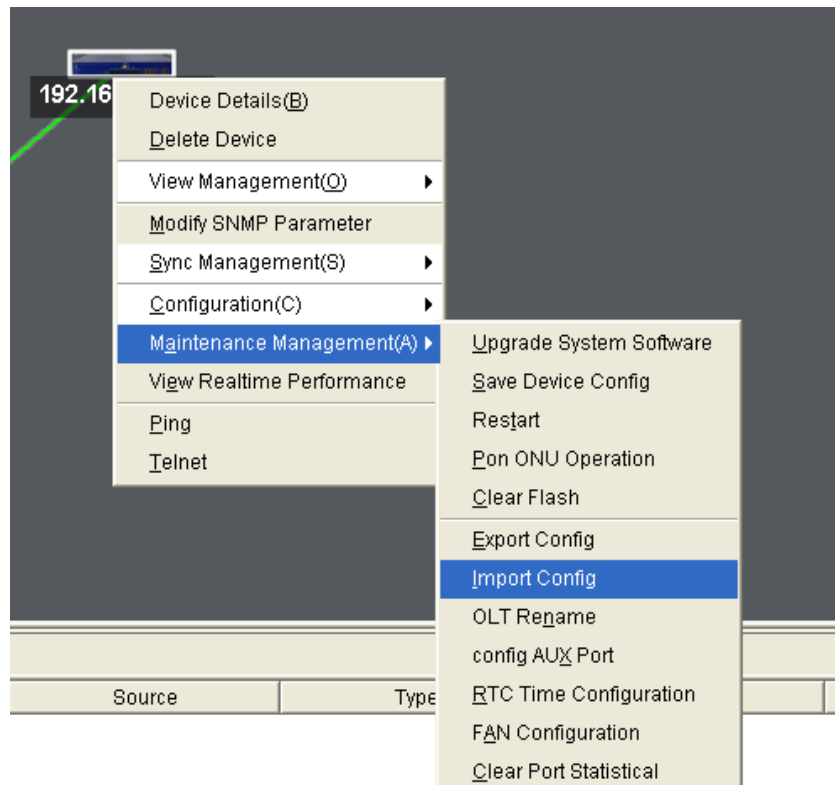 192.16
Device Details(B)
Delete Device
View Management(O)
Modify SNMP Parameter
Sync Management(S)
Configuration(C)
Maintenance Management(A)
View Realtime Performance
Ping
Telnet
Upgrade System Software
Save Device Config
Restart
Pon ONU Operation
Clear Flash
Export Config
Import Config
OLT Rename
config AUX Port
RTC Time Configuration
FAN Configuration
Clear Port Statistical
Source Type